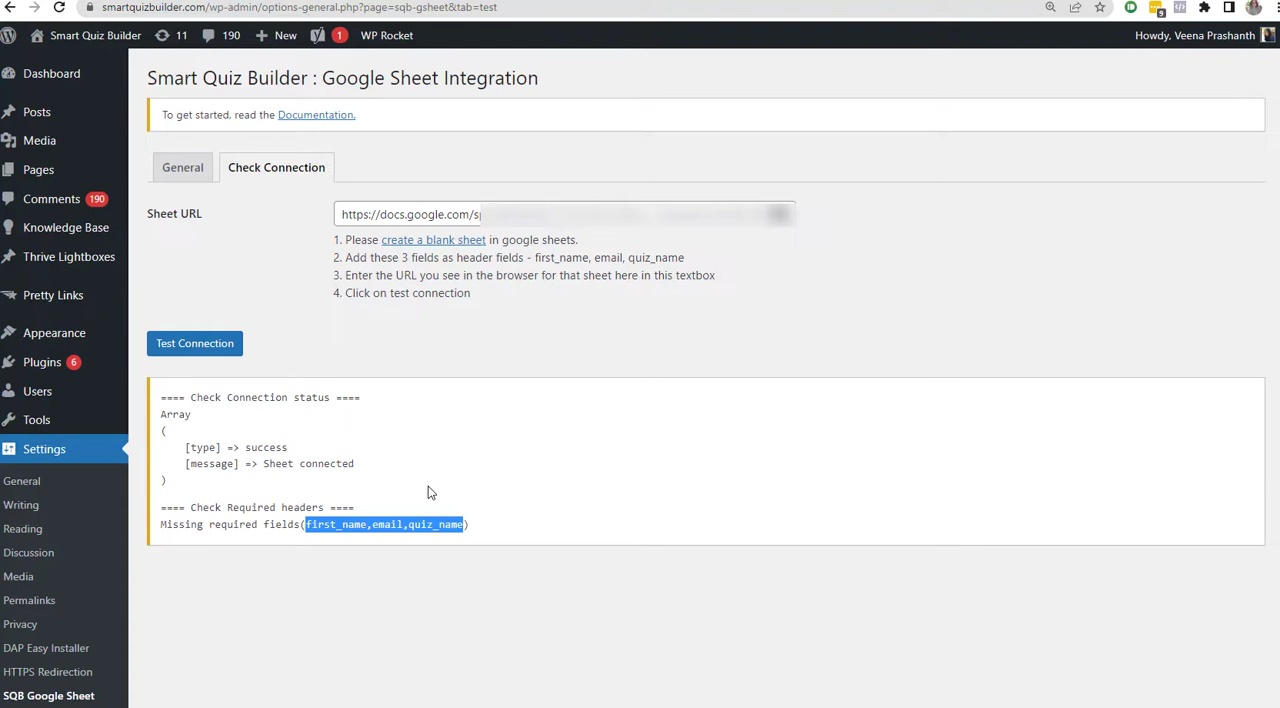 smartquizbuilder.com/wp-admin/options-general.php?page=sqb-gsheet&tab=test
9
Smart Quiz Builder
11
190
New
1
WP Rocket
Howdy, Veena Prashanth
Dashboard
Posts
Media
Pages
Comments 190
Knowledge Base
Thrive Lightboxes
Pretty Links
Appearance
Plugins 6
Users
Tools
Settings
General
Writing
Reading
Discussion
Media
Permalinks
Privacy
DAP Easy Installer
HTTPS Redirection
SQB Google Sheet
Smart Quiz Builder : Google Sheet Integration
To get started, read the Documentation.
General
Check Connection
Sheet URL
https://docs.google.com/sp
1. Please create a blank sheet in google sheets.
2. Add these 3 fields as header fields - first_name, email, quiz_name
3. Enter the URL you see in the browser for that sheet here in this textbox
4. Click on test connection
Test Connection
==== Check Connection status ====
Array
(
[type] => success
[message] => Sheet connected
)
==== Check Required headers ====
Missing required fields(first_name,email,quiz_name)